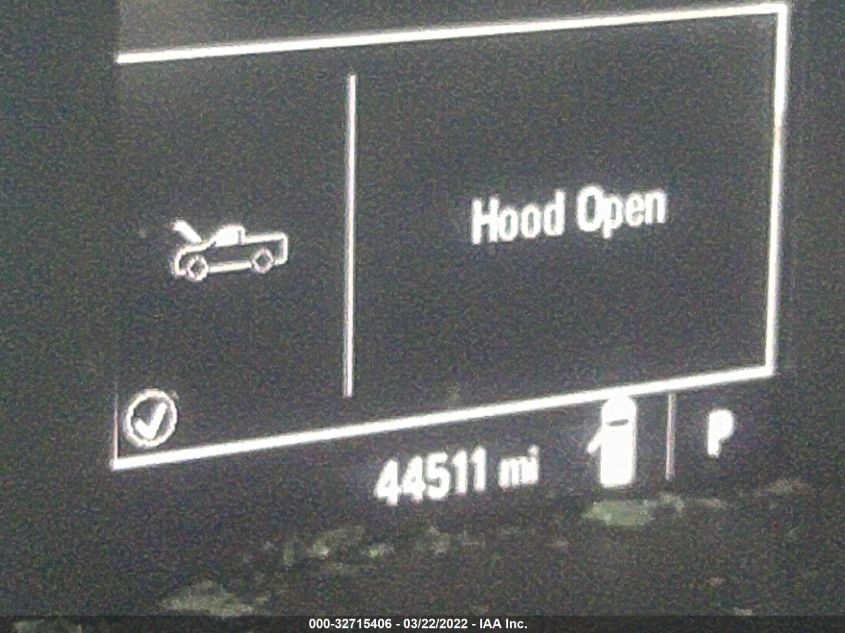 Hood Open
44511 mi
P
000-32715406 - 03/22/2022 - IAA Inc.